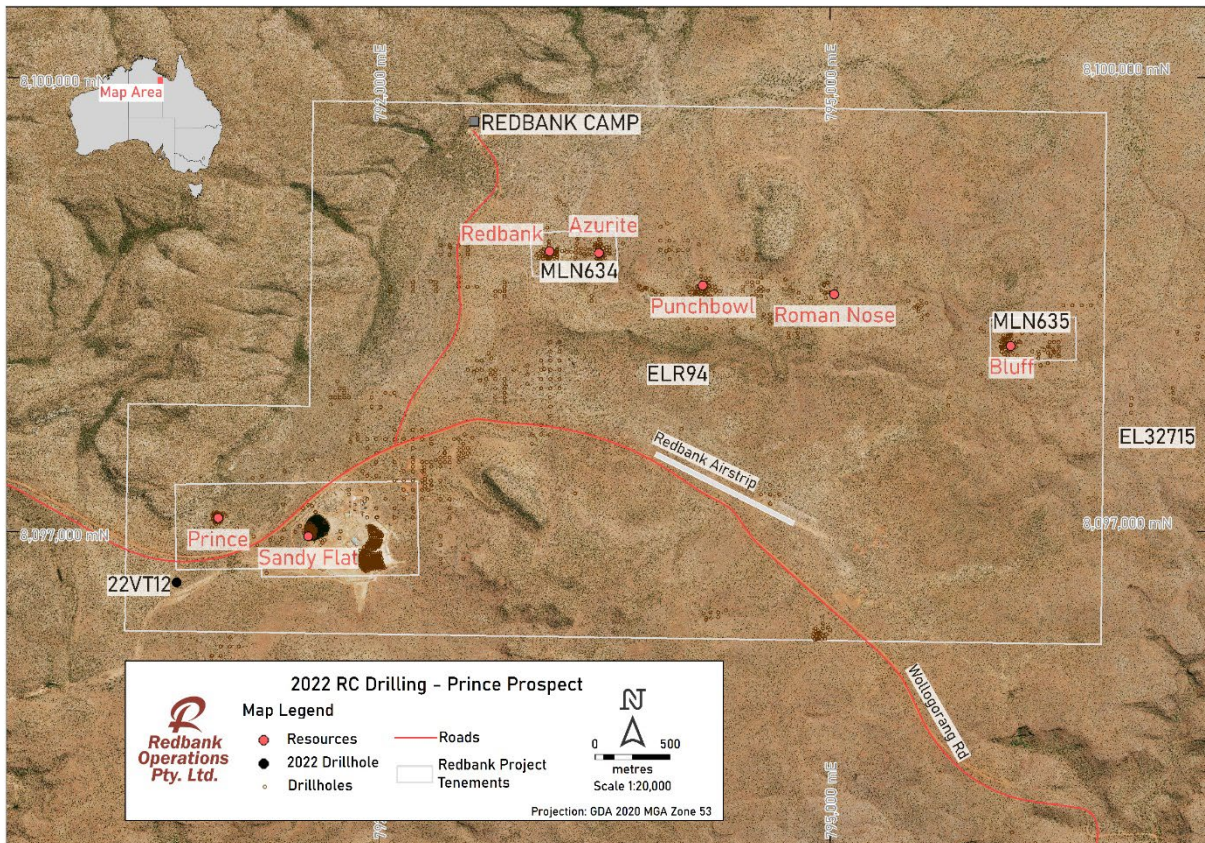 792,000 mE
795,000 mE
8,100,000 mN
8,100,000 mN
Map Area
REDBANK CAMP
Redbank
Azurite
MLN634
Punchbowl
Roman Nose
MLN635
Bluff
ELR94
EL32715
Redbank Airstrip
8,097,000 mN
8,097,000 mN
Prince
Sandy Flat
22VT12
Wollogorang Rd
2022 RC Drilling - Prince Prospect
Redbank
Operations
Pty. Ltd.
Map Legend
Resources
2022 Drillhole
Drillholes
Roads
Redbank Project
Tenements
N
0 500
metres
Scale 1:20,000
Projection: GDA 2020 MGA Zone 53
795,000 mE